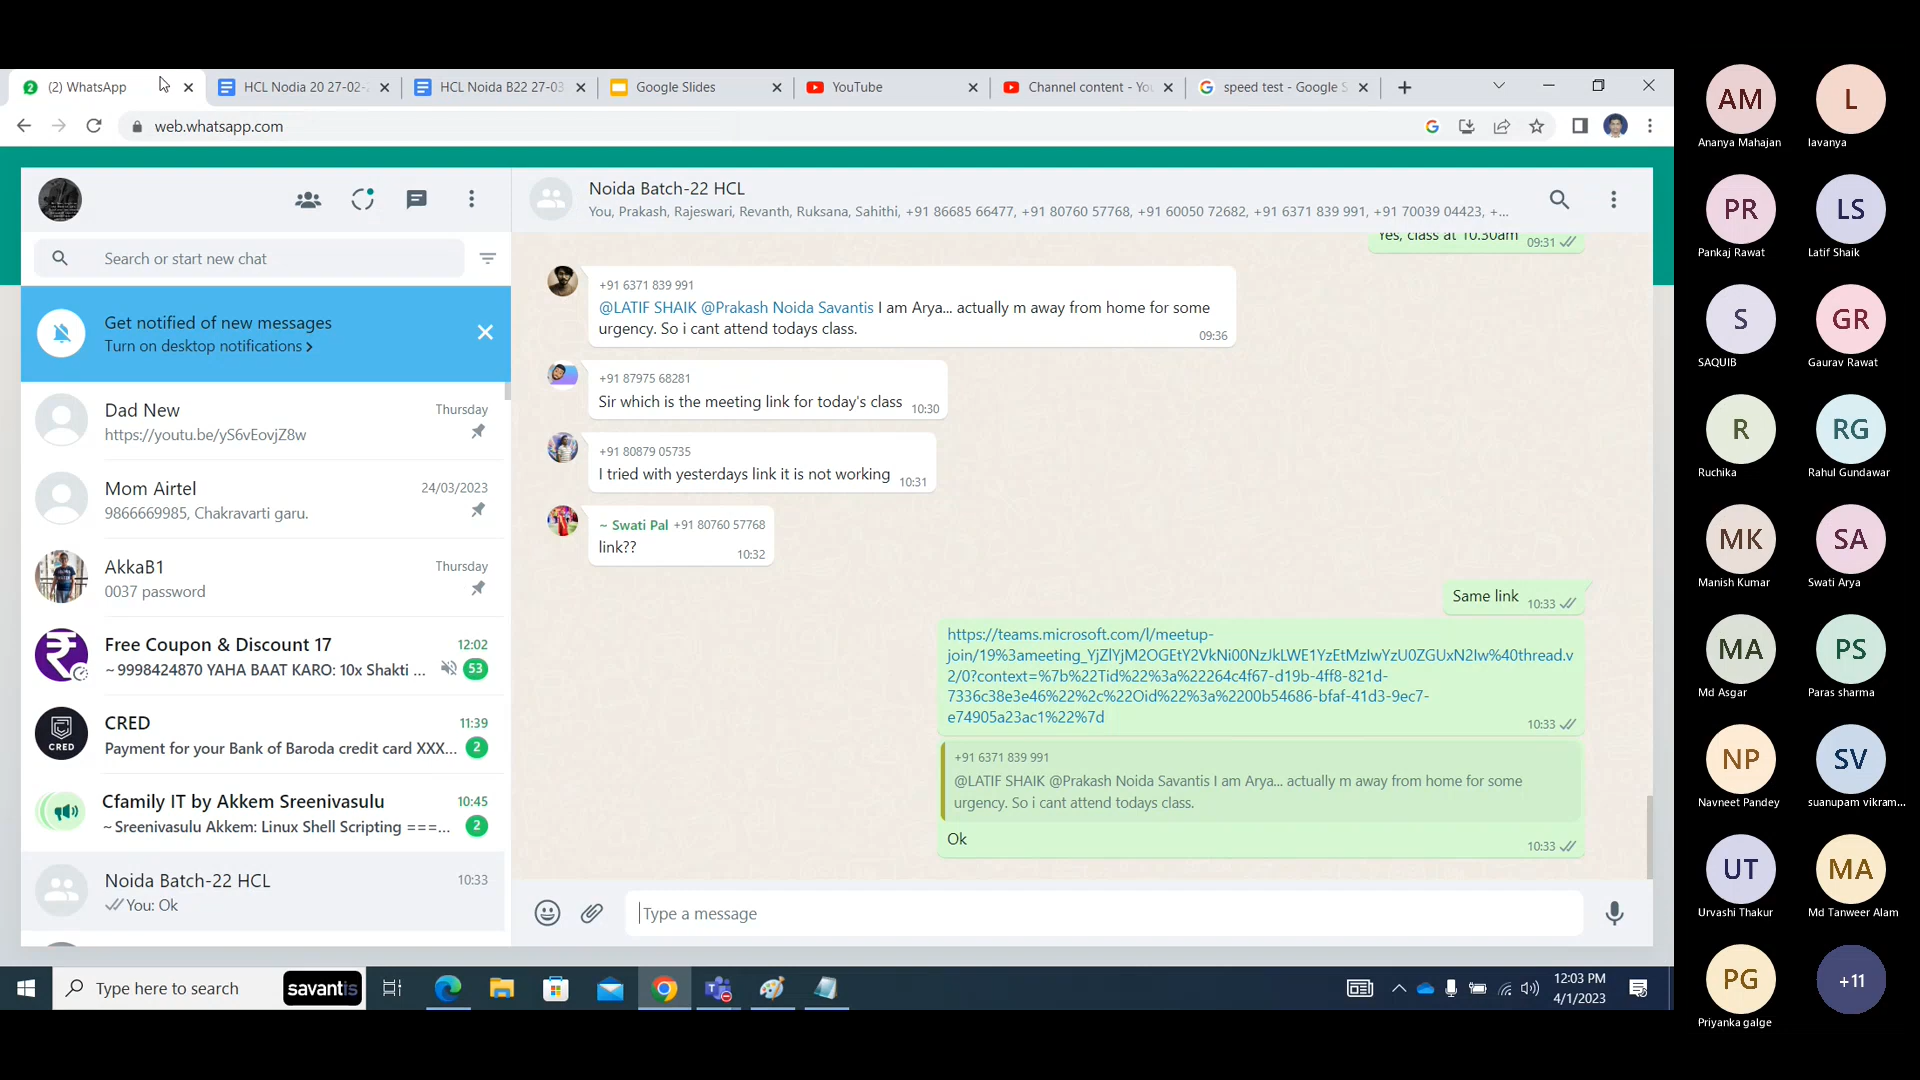 (2) WhatsApp
HCL Nodia 20 27-02-
HCL Noida B22 27-03
Google Slides
YouTube
Channel content - Yo
speed test - Google S
web.whatsapp.com
Search or start new chat
Get notified of new messages
Turn on desktop notifications >
Dad New Thursday
https://youtu.be/yS6vEovjZ8w
Mom Airtel 24/03/2023
9866669985, Chakravarti garu.
AkkaB1 Thursday
0037 password
Free Coupon & Discount 17 12:02
~ 9998424870 YAHA BAAT KARO: 10x Shakti ... 53
CRED 11:39
CRED
Payment for your Bank of Baroda credit card XXX... 2
Cfamily IT by Akkem Sreenivasulu 10:45
~ Sreenivasulu Akkem: Linux Shell Scripting ===... 2
Noida Batch-22 HCL 10:33
You: Ok
Noida Batch-22 HCL
You, Prakash, Rajeswari, Revanth, Ruksana, Sahithi, +91 86685 66477, +91 80760 57768, +91 60050 72682, +91 6371 839 991, +91 70039 04423, +...
Yes, class at 10.30am 09:31
+91 6371 839 991
@LATIF SHAIK @Prakash Noida Savantis I am Arya... actually m away from home for some
urgency. So i cant attend todays class. 09:36
+91 87975 68281
Sir which is the meeting link for today's class 10:30
+91 80879 05735
I tried with yesterdays link it is not working 10:31
~ Swati Pal +91 80760 57768
link?? 10:32
Same link 10:33
https://teams.microsoft.com/l/meetup-
join/19%3ameeting_YjZlYjM2OGEtY2VkNi00NzJkLWE1YzEtMzIwYzU0ZGUxN2Iw%40thread.v
2/0?context=%7b%22Tid%22%3a%22264c4f67-d19b-4ff8-821d-
7336c38e3e46%22%2c%22Oid%22%3a%2200b54686-bfaf-41d3-9ec7-
e74905a23ac1%22%7d 10:33
+91 6371 839 991
@LATIF SHAIK @Prakash Noida Savantis I am Arya... actually m away from home for some
urgency. So i cant attend todays class.
Ok 10:33
Type a message
Type here to search
savantis
12:03 PM
4/1/2023
AM L
Ananya Mahajan lavanya
PR LS
Pankaj Rawat Latif Shaik
S GR
SAQUIB Gaurav Rawat
R RG
Ruchika Rahul Gundawar
MK SA
Manish Kumar Swati Arya
MA PS
Md Asgar Paras sharma
NP SV
Navneet Pandey suanupam vikram...
UT MA
Urvashi Thakur Md Tanweer Alam
PG +11
Priyanka galge